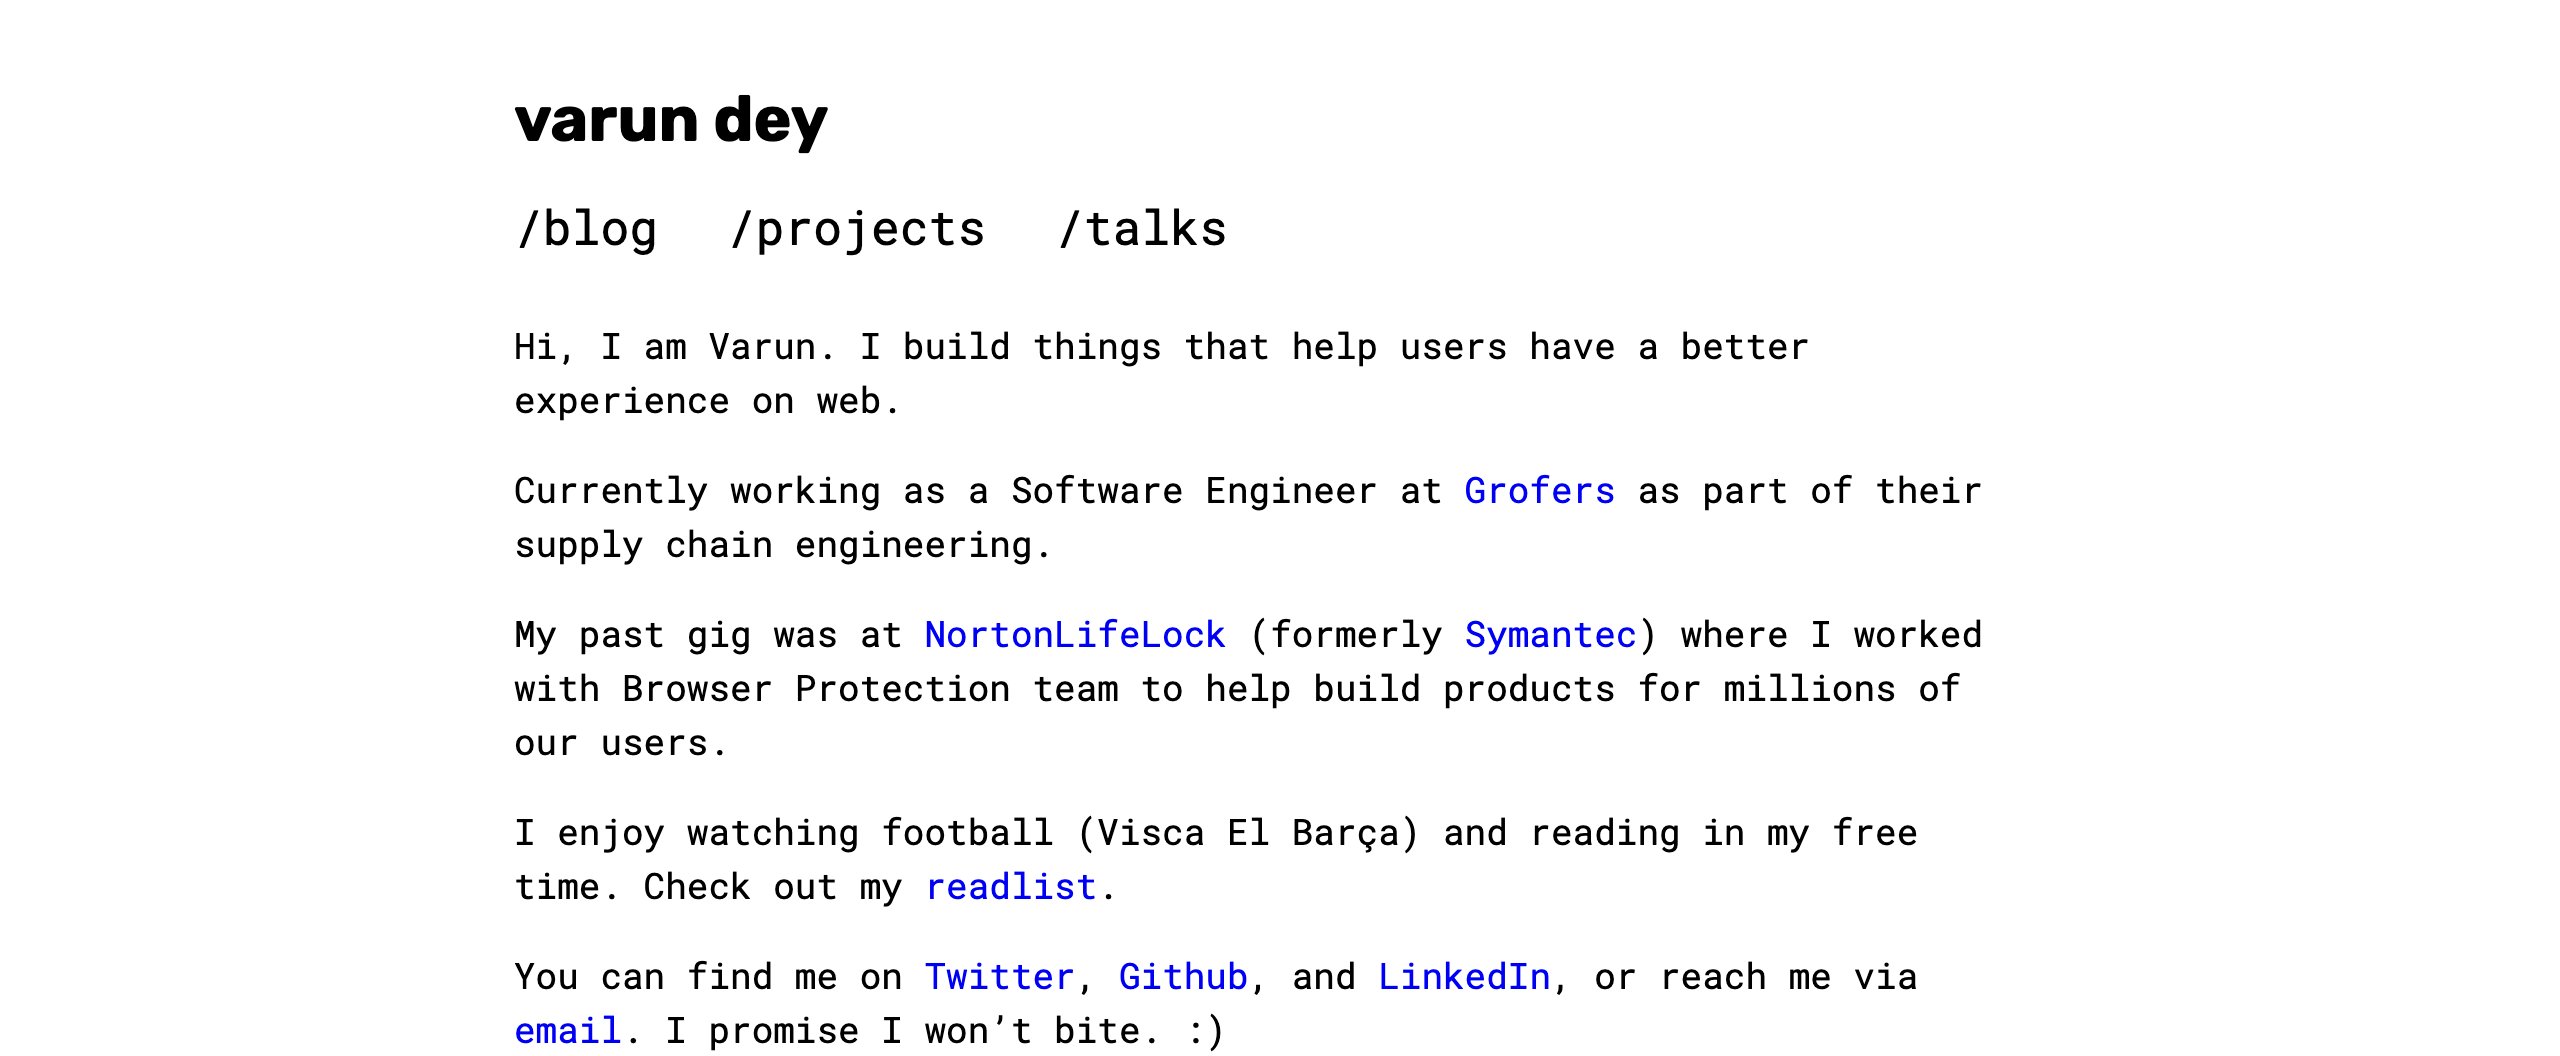 varun dey
/blog /projects /talks
Hi, I am Varun. I build things that help users have a better
experience on web.
Currently working as a Software Engineer at Grofers as part of their
supply chain engineering.
My past gig was at NortonLifeLock (formerly Symantec) where I worked
with Browser Protection team to help build products for millions of
our users.
I enjoy watching football (Visca El Barça) and reading in my free
time. Check out my readlist.
You can find me on Twitter, Github, and LinkedIn, or reach me via
email. I promise I won’t bite. :)